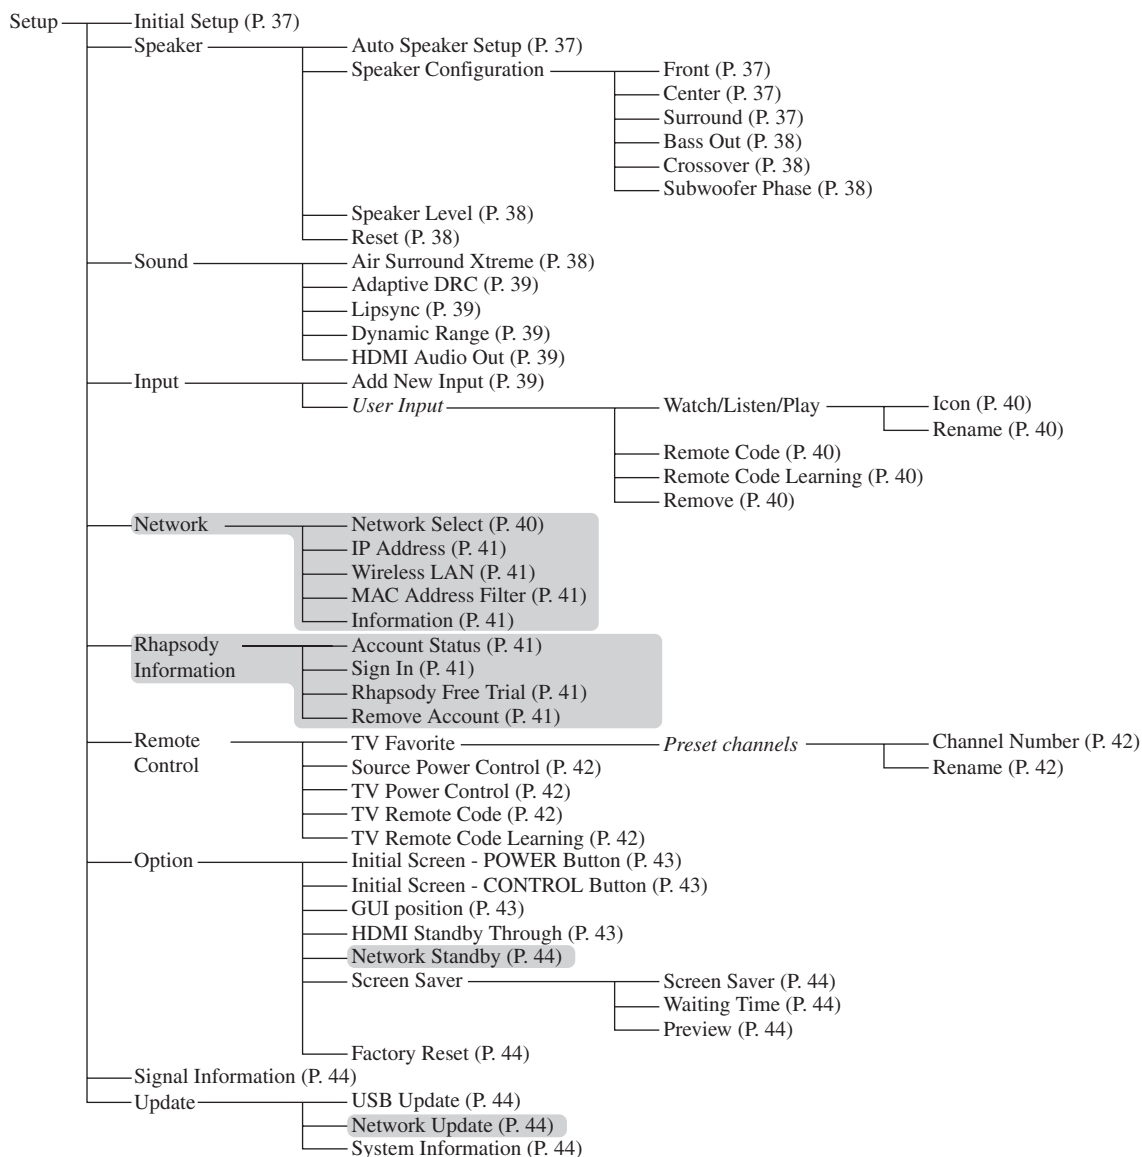 Setup
Initial Setup (P. 37)
Speaker
Auto Speaker Setup (P. 37)
Speaker Configuration
Front (P. 37)
Center (P. 37)
Surround (P. 37)
Bass Out (P. 38)
Crossover (P. 38)
Subwoofer Phase (P. 38)
Speaker Level (P. 38)
Reset (P. 38)
Sound
Air Surround Xtreme (P. 38)
Adaptive DRC (P. 39)
Lipsync (P. 39)
Dynamic Range (P. 39)
HDMI Audio Out (P. 39)
Input
Add New Input (P. 39)
User Input
Watch/Listen/Play
Icon (P. 40)
Rename (P. 40)
Remote Code (P. 40)
Remote Code Learning (P. 40)
Remove (P. 40)
Network
Network Select (P. 40)
IP Address (P. 41)
Wireless LAN (P. 41)
MAC Address Filter (P. 41)
Information (P. 41)
Rhapsody
Information
Account Status (P. 41)
Sign In (P. 41)
Rhapsody Free Trial (P. 41)
Remove Account (P. 41)
Remote
Control
TV Favorite
Preset channels
Channel Number (P. 42)
Rename (P. 42)
Source Power Control (P. 42)
TV Power Control (P. 42)
TV Remote Code (P. 42)
TV Remote Code Learning (P. 42)
Option
Initial Screen - POWER Button (P. 43)
Initial Screen - CONTROL Button (P. 43)
GUI position (P. 43)
HDMI Standby Through (P. 43)
Network Standby (P. 44)
Screen Saver
Screen Saver (P. 44)
Waiting Time (P. 44)
Preview (P. 44)
Factory Reset (P. 44)
Signal Information (P. 44)
Update
USB Update (P. 44)
Network Update (P. 44)
System Information (P. 44)